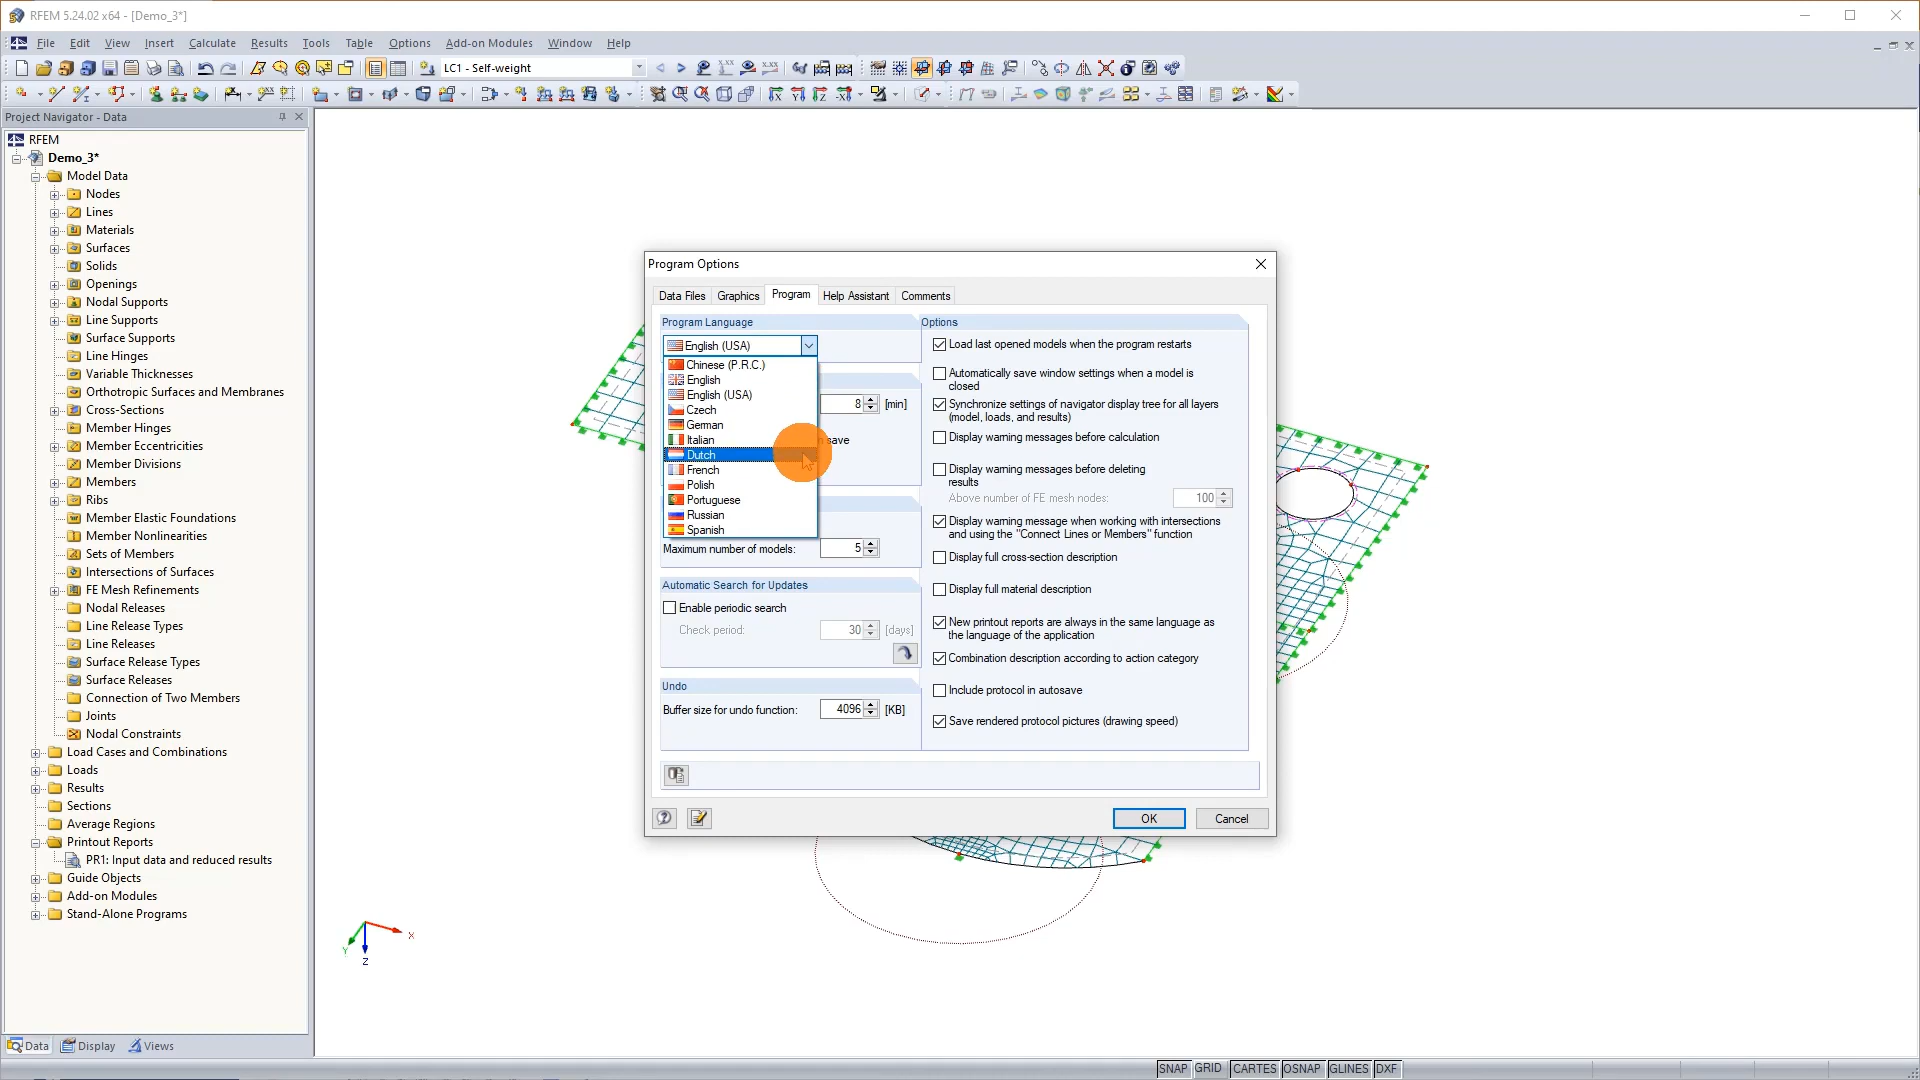 RFEM 5.24.02 x64 - [Demo_3*]
File Edit View Insert Calculate Results Tools Table Options Add-on Modules Window Help
LC1 - Self-weight
Project Navigator - Data
RFEM
Demo_3*
Model Data
Nodes
Lines
Materials
Surfaces
Solids
Openings
Nodal Supports
Line Supports
Surface Supports
Line Hinges
Variable Thicknesses
Orthotropic Surfaces and Membranes
Cross-Sections
Member Hinges
Member Eccentricities
Member Divisions
Members
Ribs
Member Elastic Foundations
Member Nonlinearities
Sets of Members
Intersections of Surfaces
FE Mesh Refinements
Nodal Releases
Line Release Types
Line Releases
Surface Release Types
Surface Releases
Connection of Two Members
Joints
Nodal Constraints
Load Cases and Combinations
Loads
Results
Sections
Average Regions
Printout Reports
PR1: Input data and reduced results
Guide Objects
Add-on Modules
Stand-Alone Programs
Data Display Views
Program Options
Data Files Graphics Program Help Assistant Comments
Program Language
English (USA)
Chinese (P.R.C.)
English
English (USA)
Czech
German
Italian
Dutch
French
Polish
Portuguese
Russian
Spanish
8 [min]
save
Maximum number of models: 5
Automatic Search for Updates
Enable periodic search
Check period: 30 [days]
Undo
Buffer size for undo function: 4096 [KB]
Options
Load last opened models when the program restarts
Automatically save window settings when a model is
closed
Synchronize settings of navigator display tree for all layers
(model, loads, and results)
Display warning messages before calculation
Display warning messages before deleting
results
Above number of FE mesh nodes: 100
Display warning message when working with intersections
and using the "Connect Lines or Members" function
Display full cross-section description
Display full material description
New printout reports are always in the same language as
the language of the application
Combination description according to action category
Include protocol in autosave
Save rendered protocol pictures (drawing speed)
OK Cancel
X
Y
Z
SNAP GRID CARTES OSNAP GLINES DXF